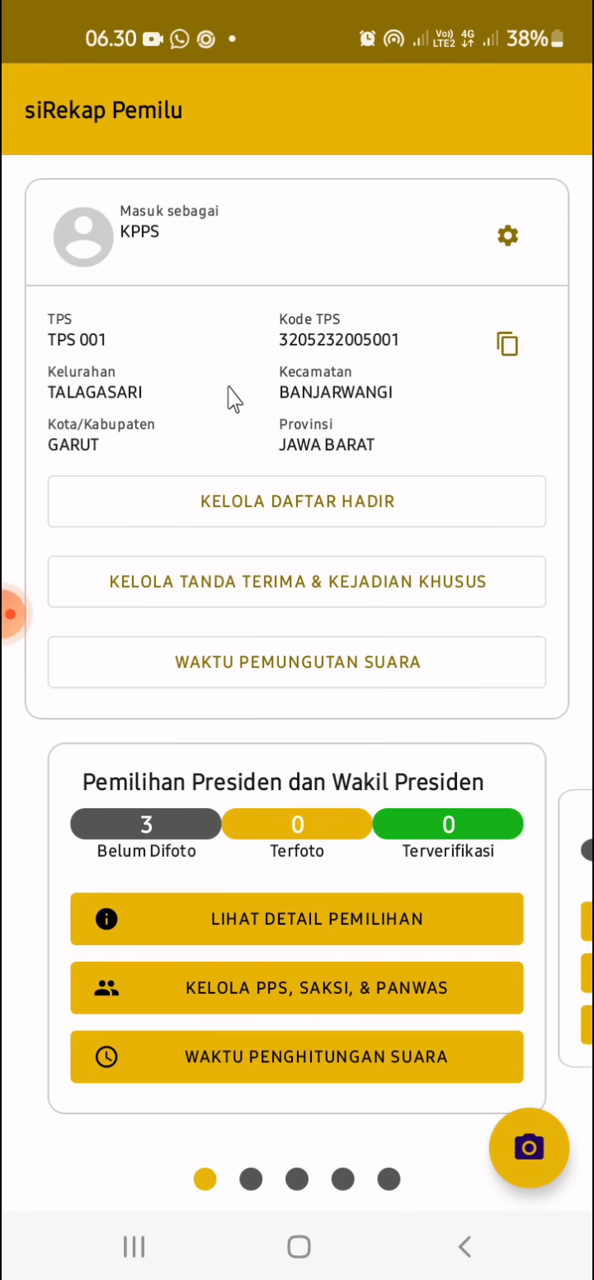 06.30 Vo) 4G 38%
LTE2
siRekap Pemilu
Masuk sebagai
KPPS
TPS Kode TPS
TPS 001 3205232005001
Kelurahan Kecamatan
TALAGASARI BANJARWANGI
Kota/Kabupaten Provinsi
GARUT JAWA BARAT
KELOLA DAFTAR HADIR
KELOLA TANDA TERIMA & KEJADIAN KHUSUS
WAKTU PEMUNGUTAN SUARA
Pemilihan Presiden dan Wakil Presiden
3 0 0
Belum Difoto Terfoto Terverifikasi
LIHAT DETAIL PEMILIHAN
KELOLA PPS, SAKSI, & PANWAS
WAKTU PENGHITUNGAN SUARA